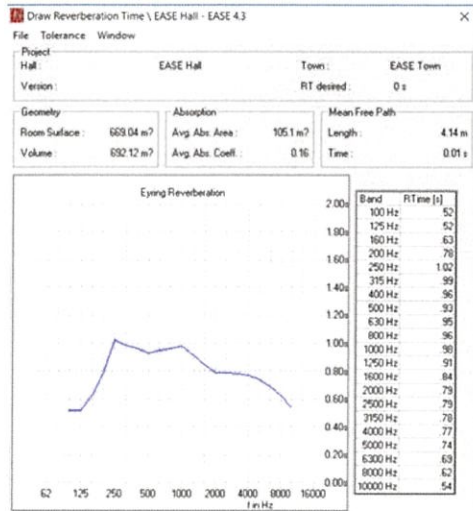 Draw Reverberation Time \ EASE Hall - EASE 4.3
File Tolerance Window
Project
Hall : EASE Hall Town : EASE Town
Version : RT desired : 0 s
Geometry
Room Surface : 669.04 m?
Volume : 692.12 m?
Absorption
Avg. Abs. Area : 105.1 m?
Avg. Abs. Coeff. : 0.16
Mean Free Path
Length : 4.14 m
Time : 0.01 s
Eyring Reverberation
2.00s
1.80s
1.60s
1.40s
1.20s
1.00s
0.80s
0.60s
0.40s
0.20s
0.00s
62 125 250 500 1000 2000 4000 8000 16000
f in Hz
Band RTime [s]
100 Hz .52
125 Hz .52
160 Hz .63
200 Hz .78
250 Hz 1.02
315 Hz .99
400 Hz .96
500 Hz .93
630 Hz .95
800 Hz .96
1000 Hz .98
1250 Hz .91
1600 Hz .84
2000 Hz .79
2500 Hz .79
3150 Hz .78
4000 Hz .77
5000 Hz .74
6300 Hz .69
8000 Hz .62
10000 Hz .54